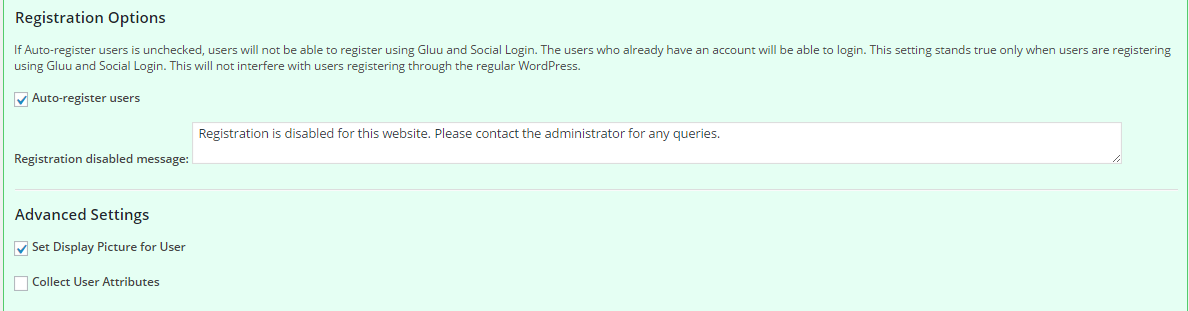 Registration Options
If Auto-register users is unchecked, users will not be able to register using Gluu and Social Login. The users who already have an account will be able to login. This setting stands true only when users are registering
using Gluu and Social Login. This will not interfere with users registering through the regular WordPress.
Auto-register users
Registration is disabled for this website. Please contact the administrator for any queries.
Registration disabled message:
Advanced Settings
Set Display Picture for User
Collect User Attributes